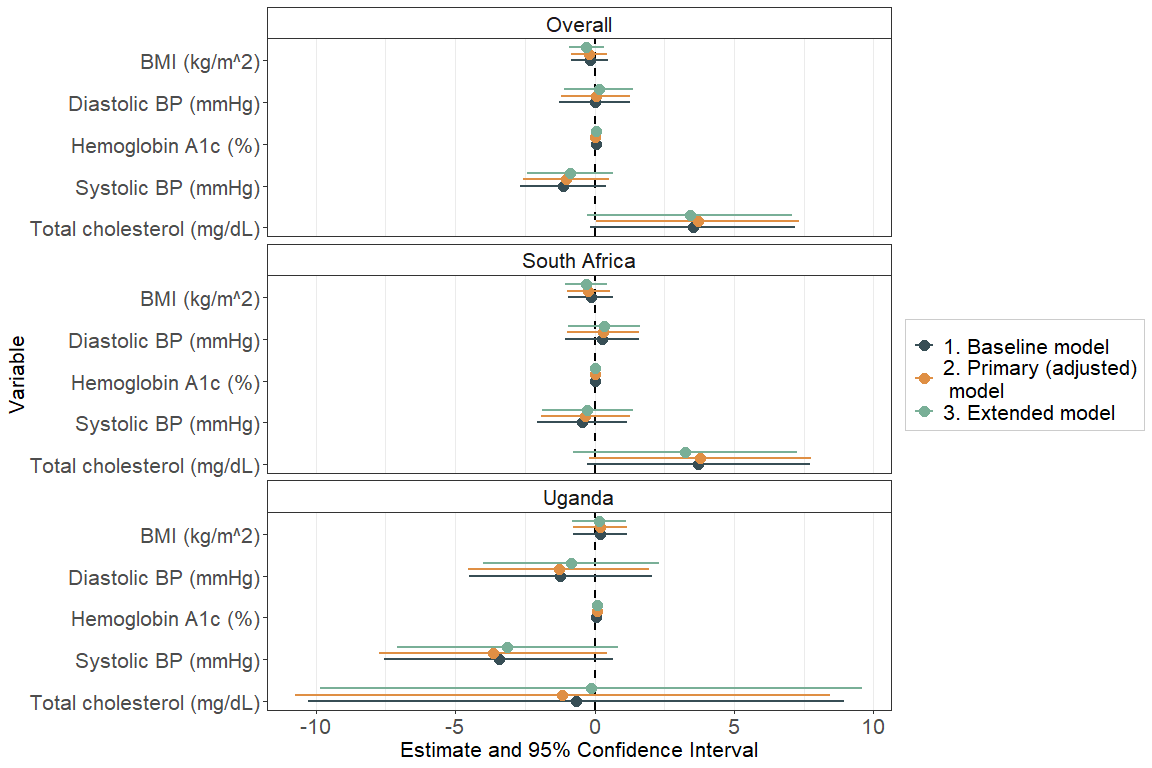 Overall
BMI (kg/m^2)
Diastolic BP (mmHg)
Hemoglobin A1c (%)
Systolic BP (mmHg)
Total cholesterol (mg/dL)
South Africa
BMI (kg/m^2)
Diastolic BP (mmHg)
Hemoglobin A1c (%)
Systolic BP (mmHg)
Total cholesterol (mg/dL)
Uganda
BMI (kg/m^2)
Diastolic BP (mmHg)
Hemoglobin A1c (%)
Systolic BP (mmHg)
Total cholesterol (mg/dL)
Variable
-10 -5 0 5 10
Estimate and 95% Confidence Interval
1. Baseline model
2. Primary (adjusted)
model
3. Extended model